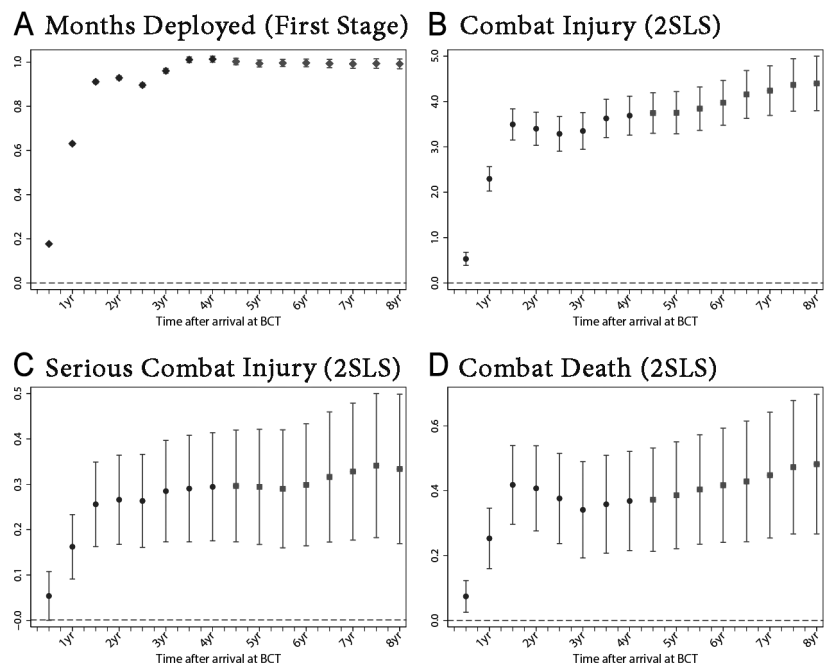 A Months Deployed (First Stage)
1.0
0.8
0.6
0.4
0.2
0.0
1yr 2yr 3yr 4yr 5yr 6yr 7yr 8yr
Time after arrival at BCT
B Combat Injury (2SLS)
5.0
4.0
3.0
2.0
1.0
0.0
1yr 2yr 3yr 4yr 5yr 6yr 7yr 8yr
Time after arrival at BCT
C Serious Combat Injury (2SLS)
0.5
0.4
0.3
0.2
0.1
−0.0
1yr 2yr 3yr 4yr 5yr 6yr 7yr 8yr
Time after arrival at BCT
D Combat Death (2SLS)
0.6
0.4
0.2
0.0
1yr 2yr 3yr 4yr 5yr 6yr 7yr 8yr
Time after arrival at BCT